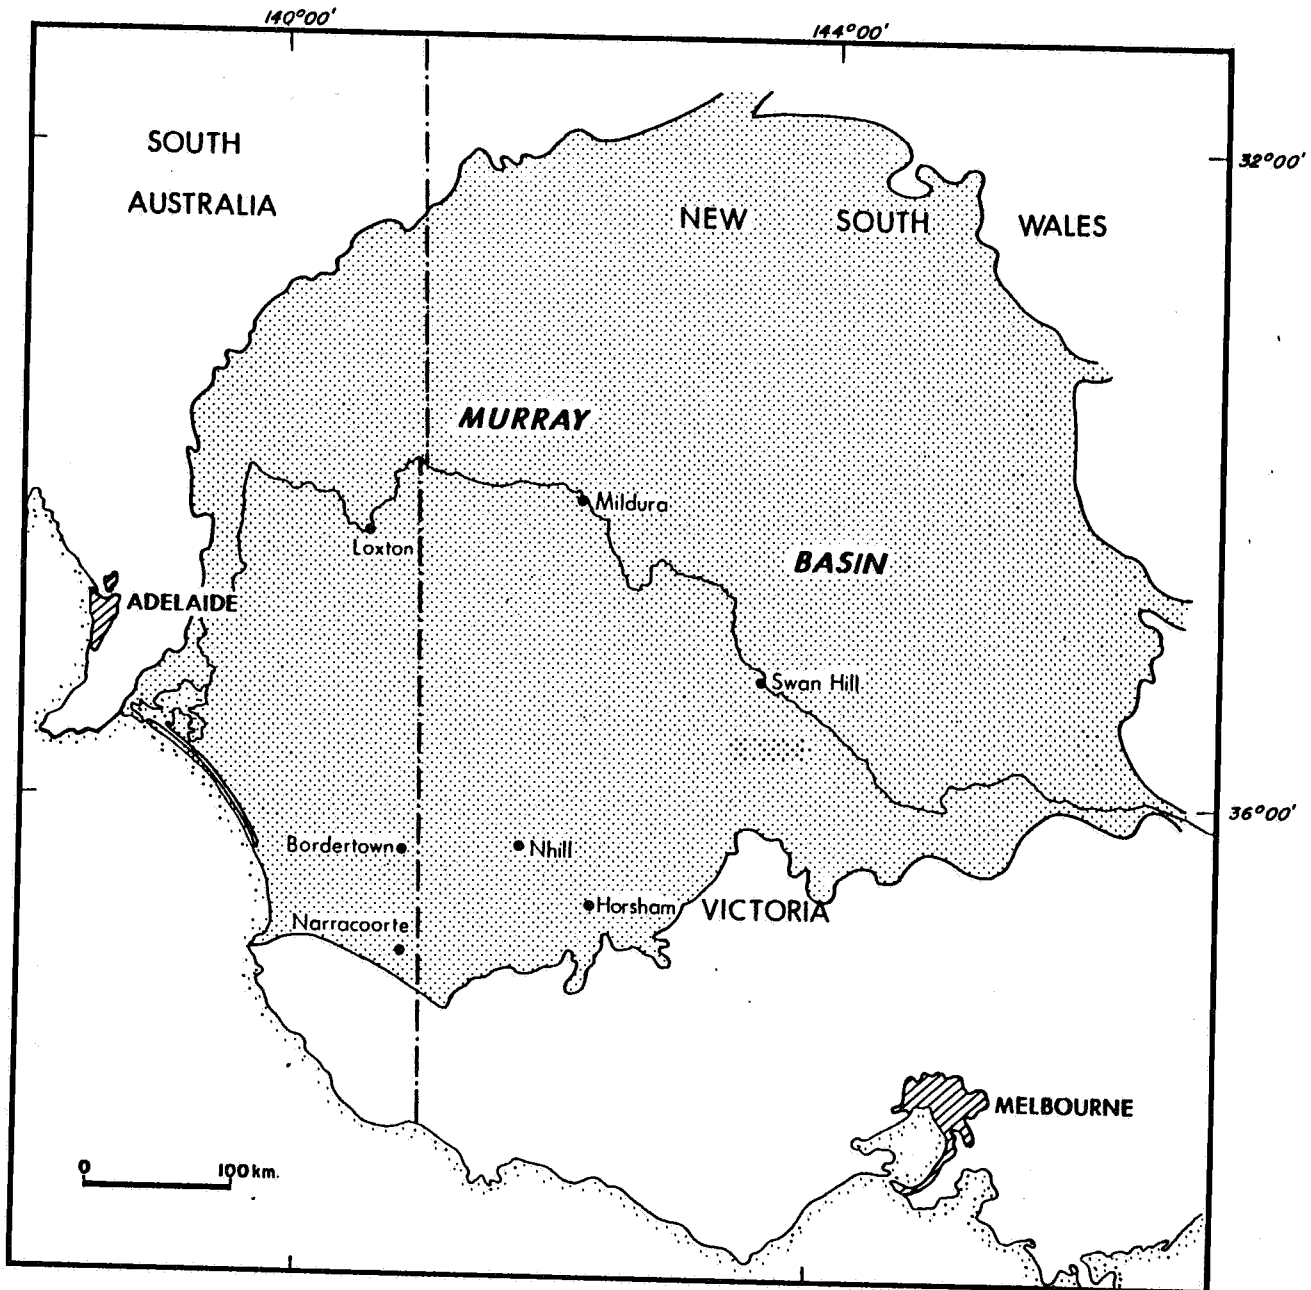 140°00'
144°00'
SOUTH
AUSTRALIA
32°00'
NEW SOUTH WALES
MURRAY
Mildura
Loxton
BASIN
ADELAIDE
Swan Hill
36°00'
Bordertown
Nhill
Horsham
VICTORIA
Narracoorte
MELBOURNE
0 100km.